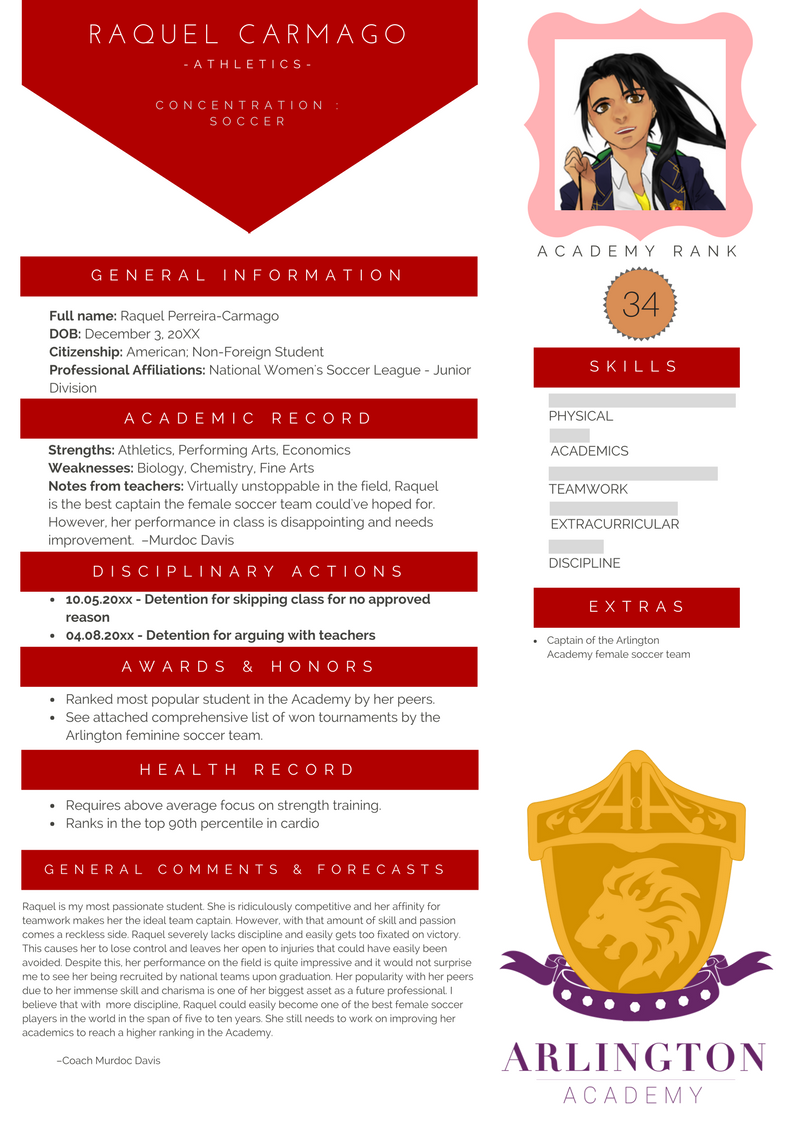 RAQUEL CARMAGO
-ATHLETICS-
CONCENTRATION :
SOCCER
GENERAL INFORMATION
Full name: Raquel Perreira-Carmago
DOB: December 3, 20XX
Citizenship: American; Non-Foreign Student
Professional Affiliations: National Women's Soccer League - Junior
Division
ACADEMIC RECORD
Strengths: Athletics, Performing Arts, Economics
Weaknesses: Biology, Chemistry, Fine Arts
Notes from teachers: Virtually unstoppable in the field, Raquel
is the best captain the female soccer team could've hoped for.
However, her performance in class is disappointing and needs
improvement. –Murdoc Davis
DISCIPLINARY ACTIONS
• 10.05.20xx - Detention for skipping class for no approved
reason
• 04.08.20xx - Detention for arguing with teachers
AWARDS & HONORS
• Ranked most popular student in the Academy by her peers.
• See attached comprehensive list of won tournaments by the
Arlington feminine soccer team.
HEALTH RECORD
• Requires above average focus on strength training.
• Ranks in the top 90th percentile in cardio
GENERAL COMMENTS & FORECASTS
Raquel is my most passionate student. She is ridiculously competitive and her affinity for
teamwork makes her the ideal team captain. However, with that amount of skill and passion
comes a reckless side. Raquel severely lacks discipline and easily gets too fixated on victory.
This causes her to lose control and leaves her open to injuries that could have easily been
avoided. Despite this, her performance on the field is quite impressive and it would not surprise
me to see her being recruited by national teams upon graduation. Her popularity with her peers
due to her immense skill and charisma is one of her biggest asset as a future professional. I
believe that with more discipline, Raquel could easily become one of the best female soccer
players in the world in the span of five to ten years. She still needs to work on improving her
academics to reach a higher ranking in the Academy.
–Coach Murdoc Davis
ACADEMY RANK
34
SKILLS
PHYSICAL
ACADEMICS
TEAMWORK
EXTRACURRICULAR
DISCIPLINE
EXTRAS
• Captain of the Arlington
Academy female soccer team
AOA
ARLINGTON
ACADEMY